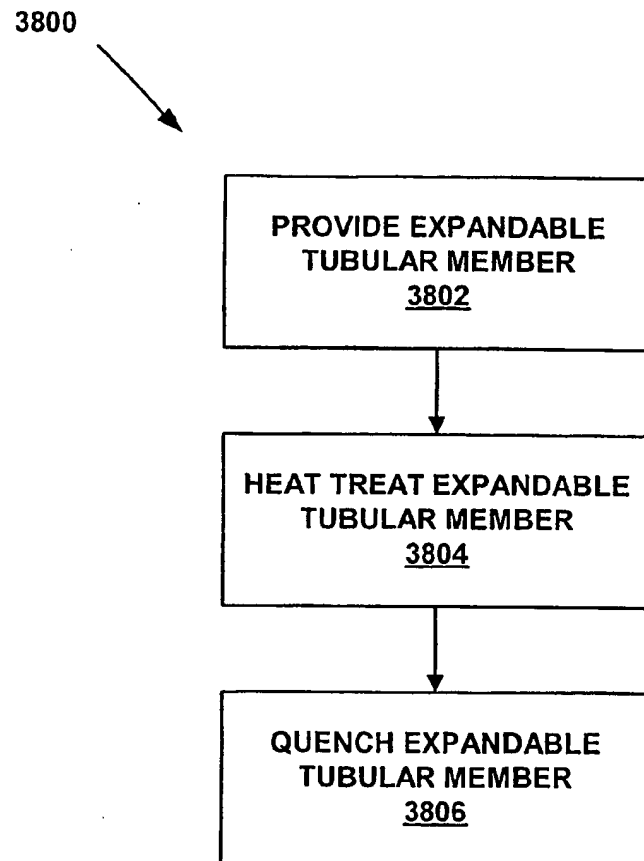 3800
PROVIDE EXPANDABLE
TUBULAR MEMBER
3802
HEAT TREAT EXPANDABLE
TUBULAR MEMBER
3804
QUENCH EXPANDABLE
TUBULAR MEMBER
3806